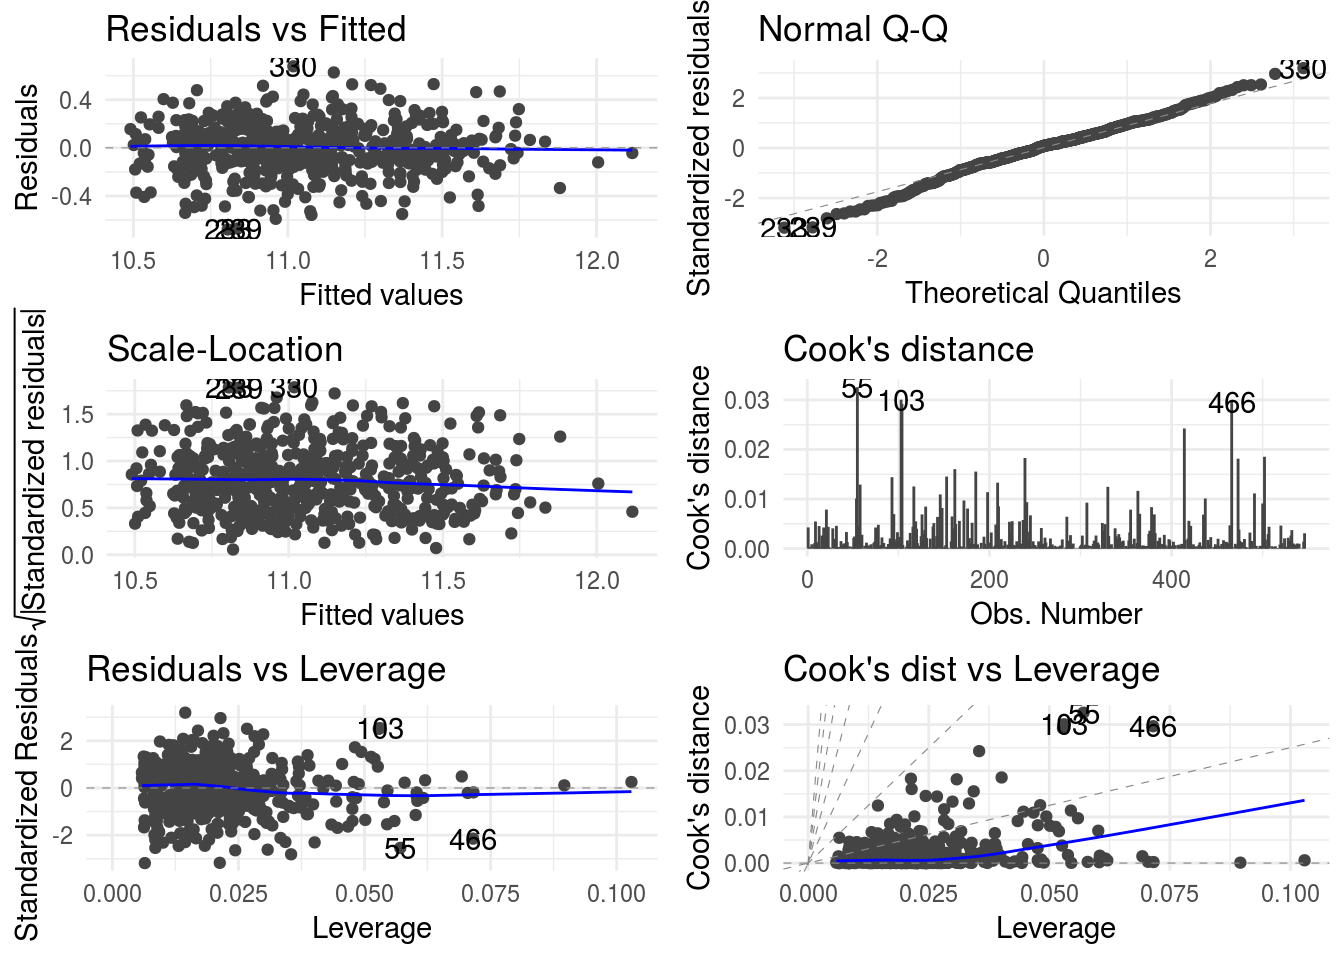 Residuals vs Fitted
Residuals
0.4
0.0
-0.4
330
239
10.5 11.0 11.5 12.0
Fitted values
Normal Q-Q
Standardized residuals
2
0
-2
330
239
-2 0 2
Theoretical Quantiles
Scale-Location
√|Standardized residuals|
1.5
1.0
0.5
0.0
239 330
10.5 11.0 11.5 12.0
Fitted values
Cook's distance
Cook's distance
0.03
0.02
0.01
0.00
55 103 466
0 200 400
Obs. Number
Residuals vs Leverage
Standardized Residuals
2
0
-2
103
55 466
0.000 0.025 0.050 0.075 0.100
Leverage
Cook's dist vs Leverage
Cook's distance
0.03
0.02
0.01
0.00
55
103 466
0.000 0.025 0.050 0.075 0.100
Leverage